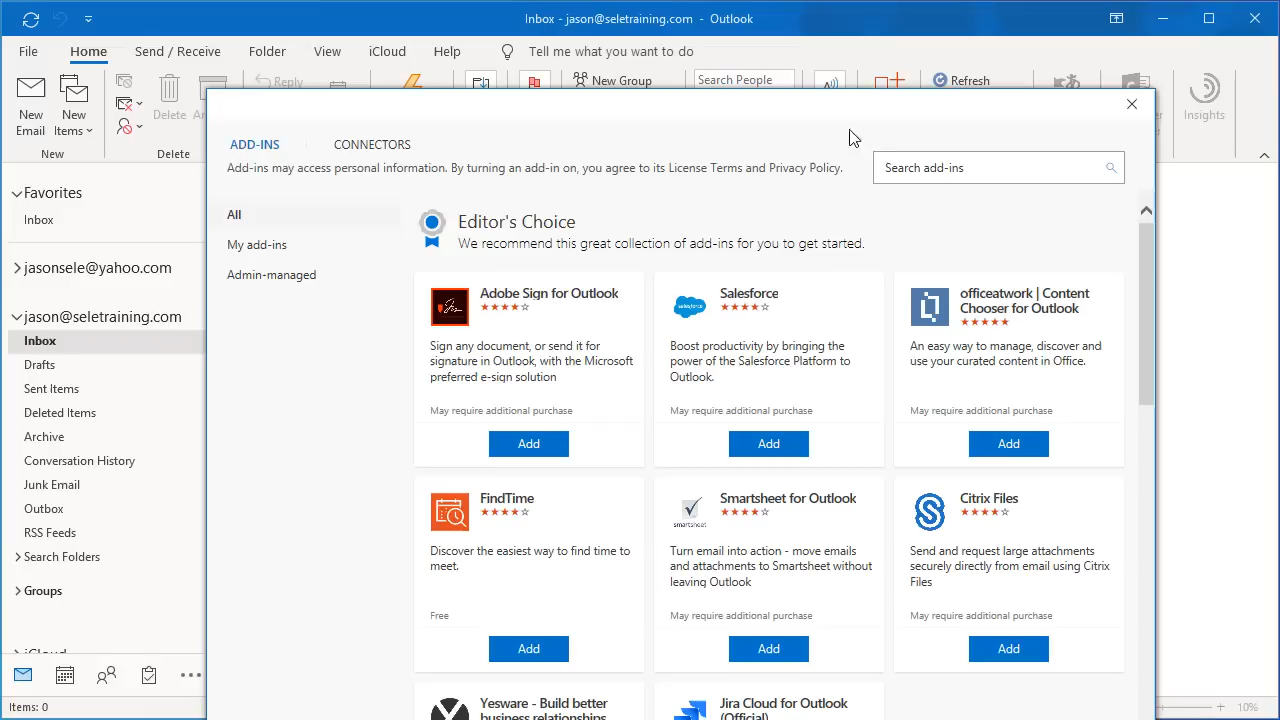 Inbox - jason@seletraining.com - Outlook
File
Home
Send / Receive
Folder
View
iCloud
Help
Tell me what you want to do
New
Email
New
Items
New
Delete
Delete
Reply
New Group
Search People
Refresh
Insights
ADD-INS
CONNECTORS
Add-ins may access personal information. By turning an add-in on, you agree to its License Terms and Privacy Policy.
Search add-ins
Favorites
Inbox
jasonsele@yahoo.com
jason@seletraining.com
Inbox
Drafts
Sent Items
Deleted Items
Archive
Conversation History
Junk Email
Outbox
RSS Feeds
Search Folders
Groups
iCloud
Items: 0
All
My add-ins
Admin-managed
Editor's Choice
We recommend this great collection of add-ins for you to get started.
Adobe Sign for Outlook
Sign any document, or send it for
signature in Outlook, with the Microsoft
preferred e-sign solution
May require additional purchase
Add
salesforce
Salesforce
Boost productivity by bringing the
power of the Salesforce Platform to
Outlook.
May require additional purchase
Add
officeatwork | Content
Chooser for Outlook
An easy way to manage, discover and
use your curated content in Office.
May require additional purchase
Add
FindTime
Discover the easiest way to find time to
meet.
Free
Add
smartsheet
Smartsheet for Outlook
Turn email into action - move emails
and attachments to Smartsheet without
leaving Outlook
May require additional purchase
Add
Citrix Files
Send and request large attachments
securely directly from email using Citrix
Files
May require additional purchase
Add
Yesware - Build better
business relationships
Jira Cloud for Outlook
(Official)
10%